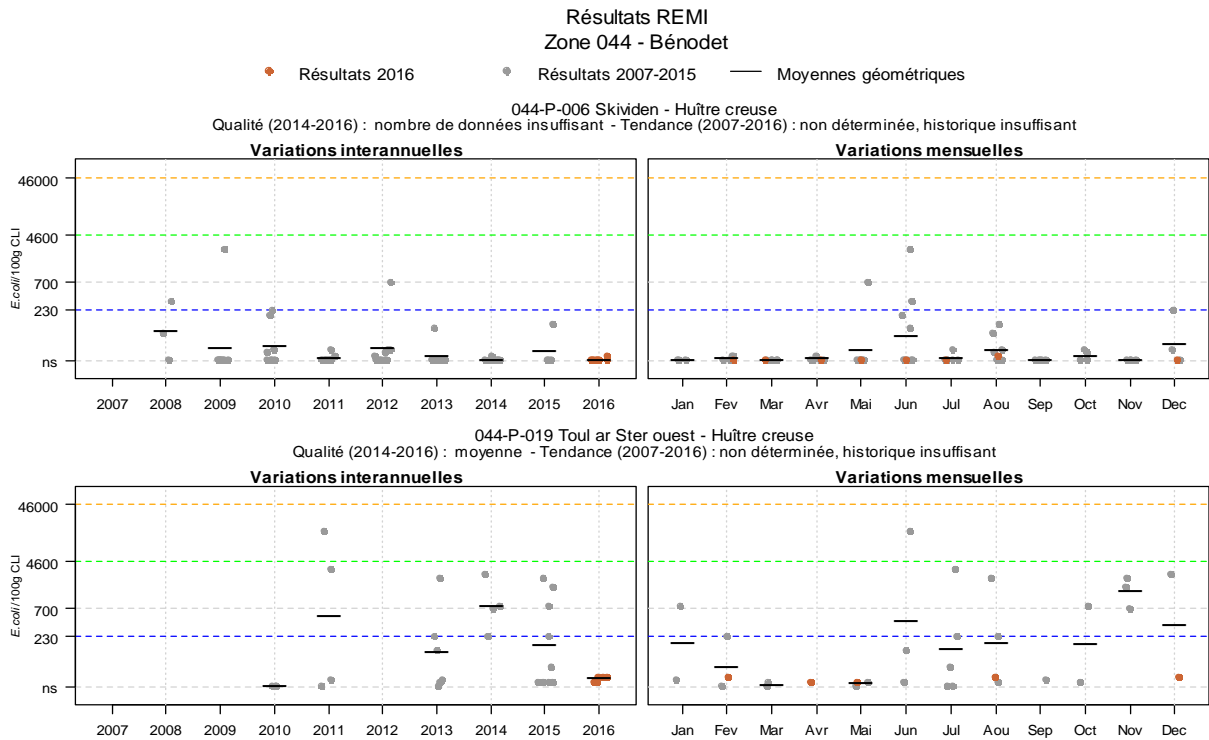 Résultats REMI
Zone 044 - Bénodet
Résultats 2016 Résultats 2007-2015 Moyennes géométriques
044-P-006 Skividen - Huître creuse
Qualité (2014-2016) : nombre de données insuffisant - Tendance (2007-2016) : non déterminée, historique insuffisant
Variations interannuelles Variations mensuelles
46000
4600
700
230
ns
E.coli/100g CLI
2007 2008 2009 2010 2011 2012 2013 2014 2015 2016 Jan Fev Mar Avr Mai Jun Jul Aou Sep Oct Nov Dec
044-P-019 Toul ar Ster ouest - Huître creuse
Qualité (2014-2016) : moyenne - Tendance (2007-2016) : non déterminée, historique insuffisant
Variations interannuelles Variations mensuelles
46000
4600
700
230
ns
E.coli/100g CLI
2007 2008 2009 2010 2011 2012 2013 2014 2015 2016 Jan Fev Mar Avr Mai Jun Jul Aou Sep Oct Nov Dec